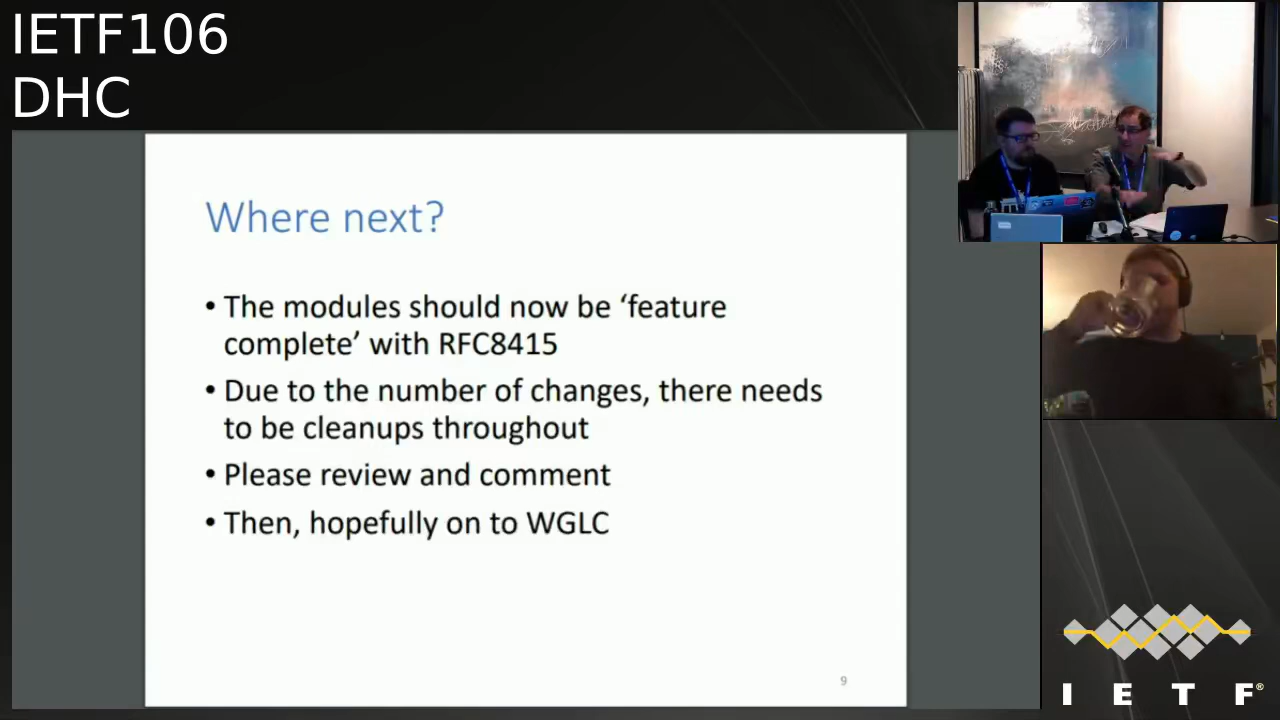 IETF106
DHC
Where next?
• The modules should now be ‘feature
complete’ with RFC8415
• Due to the number of changes, there needs
to be cleanups throughout
• Please review and comment
• Then, hopefully on to WGLC
9
I E T F®